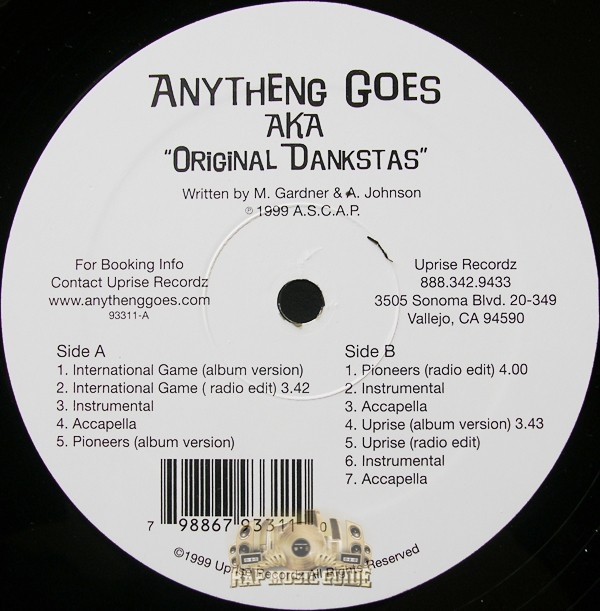 ANYTHENG GOES
AKA
"ORIGINAL DANKSTAS"
Written by M. Gardner & A. Johnson
℗ 1999 A.S.C.A.P.
For Booking Info
Contact Uprise Recordz
www.anythenggoes.com
93311-A
Uprise Recordz
888.342.9433
3505 Sonoma Blvd. 20-349
Vallejo, CA 94590
Side A
1. International Game (album version)
2. International Game ( radio edit) 3.42
3. Instrumental
4. Accapella
5. Pioneers (album version)
Side B
1. Pioneers (radio edit) 4.00
2. Instrumental
3. Accapella
4. Uprise (album version) 3.43
5. Uprise (radio edit)
6. Instrumental
7. Accapella
7 98867 93311 0
©1999 Uprise Recordz All Rights Reserved
RAP MUSIC GUIDE